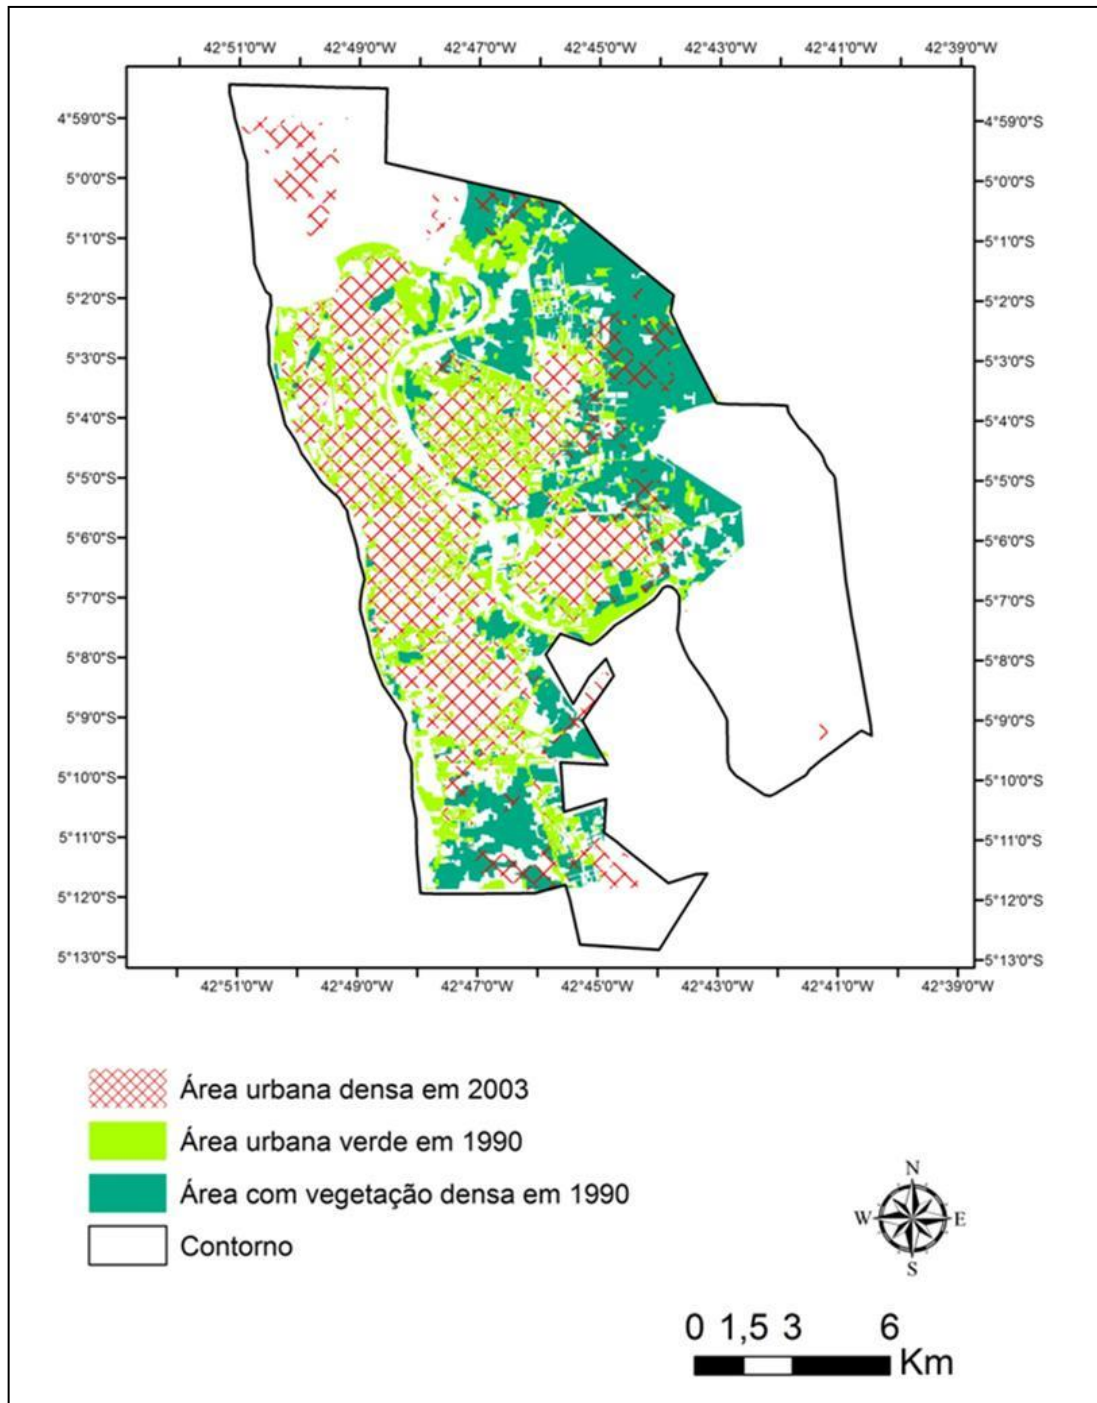 42°51'0"W 42°49'0"W 42°47'0"W 42°45'0"W 42°43'0"W 42°41'0"W 42°39'0"W
4°59'0"S 4°59'0"S
5°0'0"S 5°0'0"S
5°1'0"S 5°1'0"S
5°2'0"S 5°2'0"S
5°3'0"S 5°3'0"S
5°4'0"S 5°4'0"S
5°5'0"S 5°5'0"S
5°6'0"S 5°6'0"S
5°7'0"S 5°7'0"S
5°8'0"S 5°8'0"S
5°9'0"S 5°9'0"S
5°10'0"S 5°10'0"S
5°11'0"S 5°11'0"S
5°12'0"S 5°12'0"S
5°13'0"S 5°13'0"S
42°51'0"W 42°49'0"W 42°47'0"W 42°45'0"W 42°43'0"W 42°41'0"W 42°39'0"W
Área urbana densa em 2003
Área urbana verde em 1990
Área com vegetação densa em 1990
Contorno
N
W E
S
0 1,5 3 6
Km